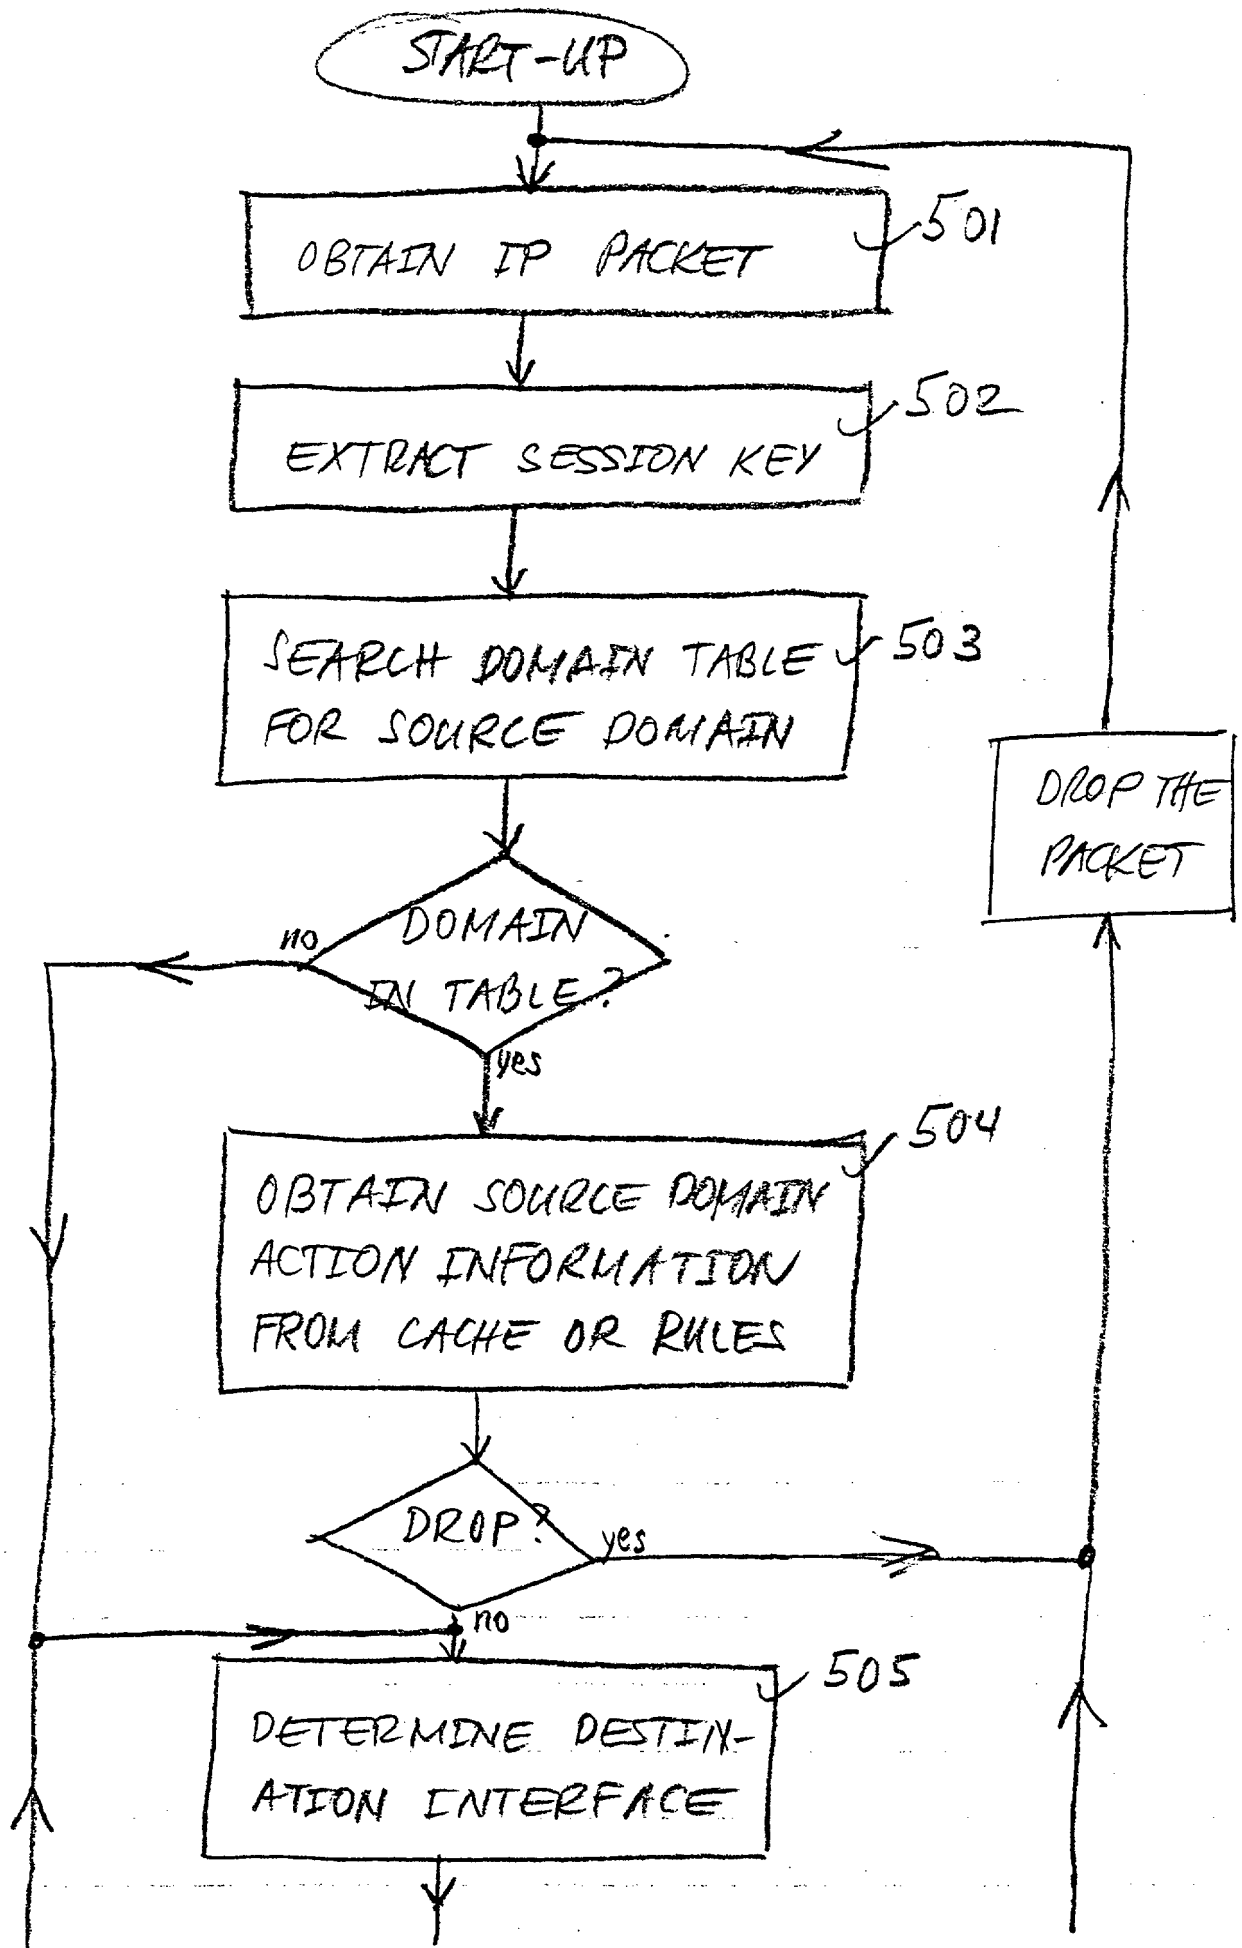 START-UP
OBTAIN IP PACKET
501
EXTRACT SESSION KEY
502
SEARCH DOMAIN TABLE
FOR SOURCE DOMAIN
503
DROP THE
PACKET
DOMAIN
IN TABLE?
no
yes
504
OBTAIN SOURCE DOMAIN
ACTION INFORMATION
FROM CACHE OR RULES
DROP?
yes
no
505
DETERMINE DESTIN-
ATION INTERFACE